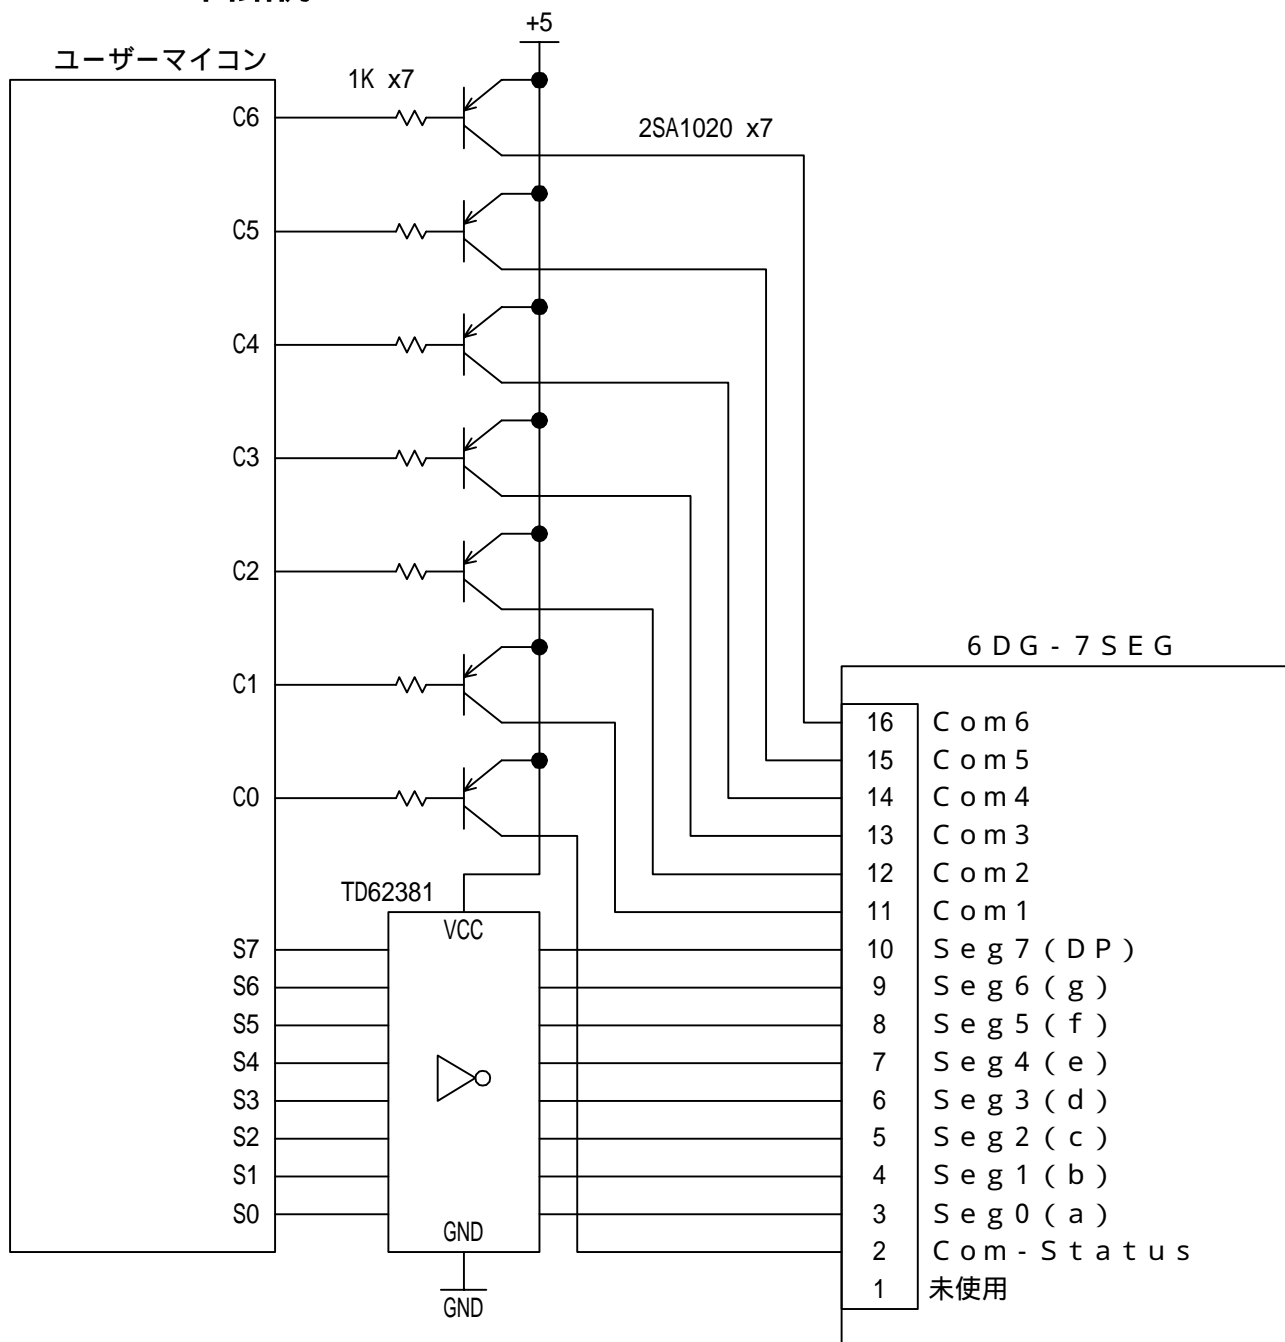 +5
ユーザーマイコン
1K x7
C6
2SA1020 x7
C5
C4
C3
C2
6DG-7SEG
C1
16 Com6
15 Com5
C0
14 Com4
13 Com3
12 Com2
TD62381
11 Com1
VCC
S7
10 Seg7(DP)
S6
9 Seg6(g)
S5
8 Seg5(f)
S4
7 Seg4(e)
S3
6 Seg3(d)
S2
5 Seg2(c)
S1
4 Seg1(b)
S0
3 Seg0(a)
GND
2 Com-Status
1 未使用
GND